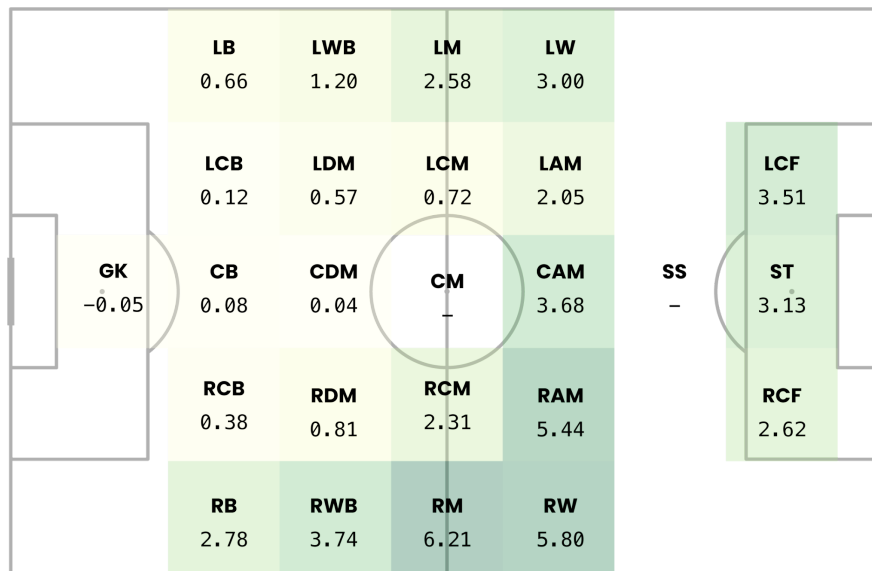 LB
0.66
LWB
1.20
LM
2.58
LW
3.00
LCB
0.12
LDM
0.57
LCM
0.72
LAM
2.05
LCF
3.51
GK
−0.05
CB
0.08
CDM
0.04
CM
–
CAM
3.68
SS
–
ST
3.13
RCB
0.38
RDM
0.81
RCM
2.31
RAM
5.44
RCF
2.62
RB
2.78
RWB
3.74
RM
6.21
RW
5.80